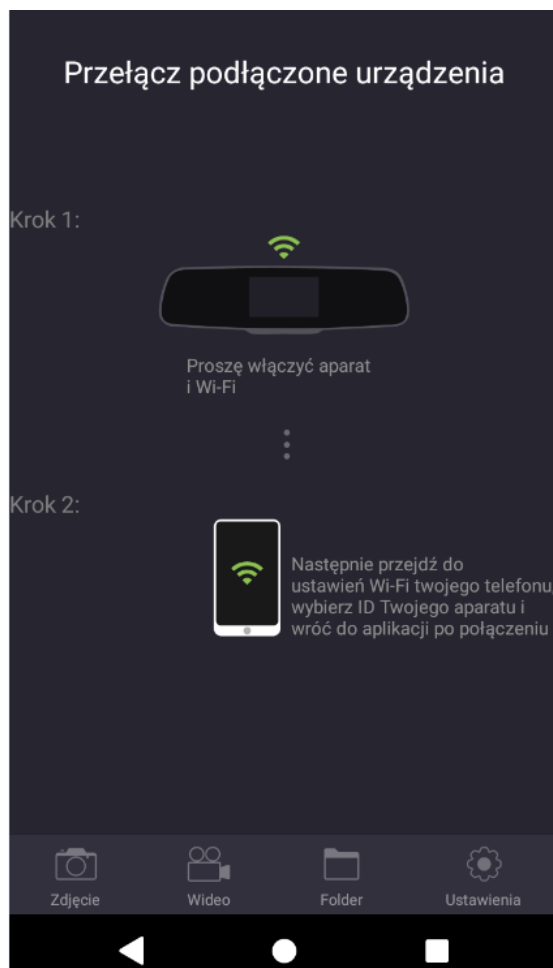 Przełącz podłączone urządzenia
Krok 1:
Proszę włączyć aparat
i Wi-Fi
Krok 2:
Następnie przejdź do
ustawień Wi-Fi twojego telefonu,
wybierz ID Twojego aparatu i
wróć do aplikacji po połączeniu
Zdjęcie Wideo Folder Ustawienia